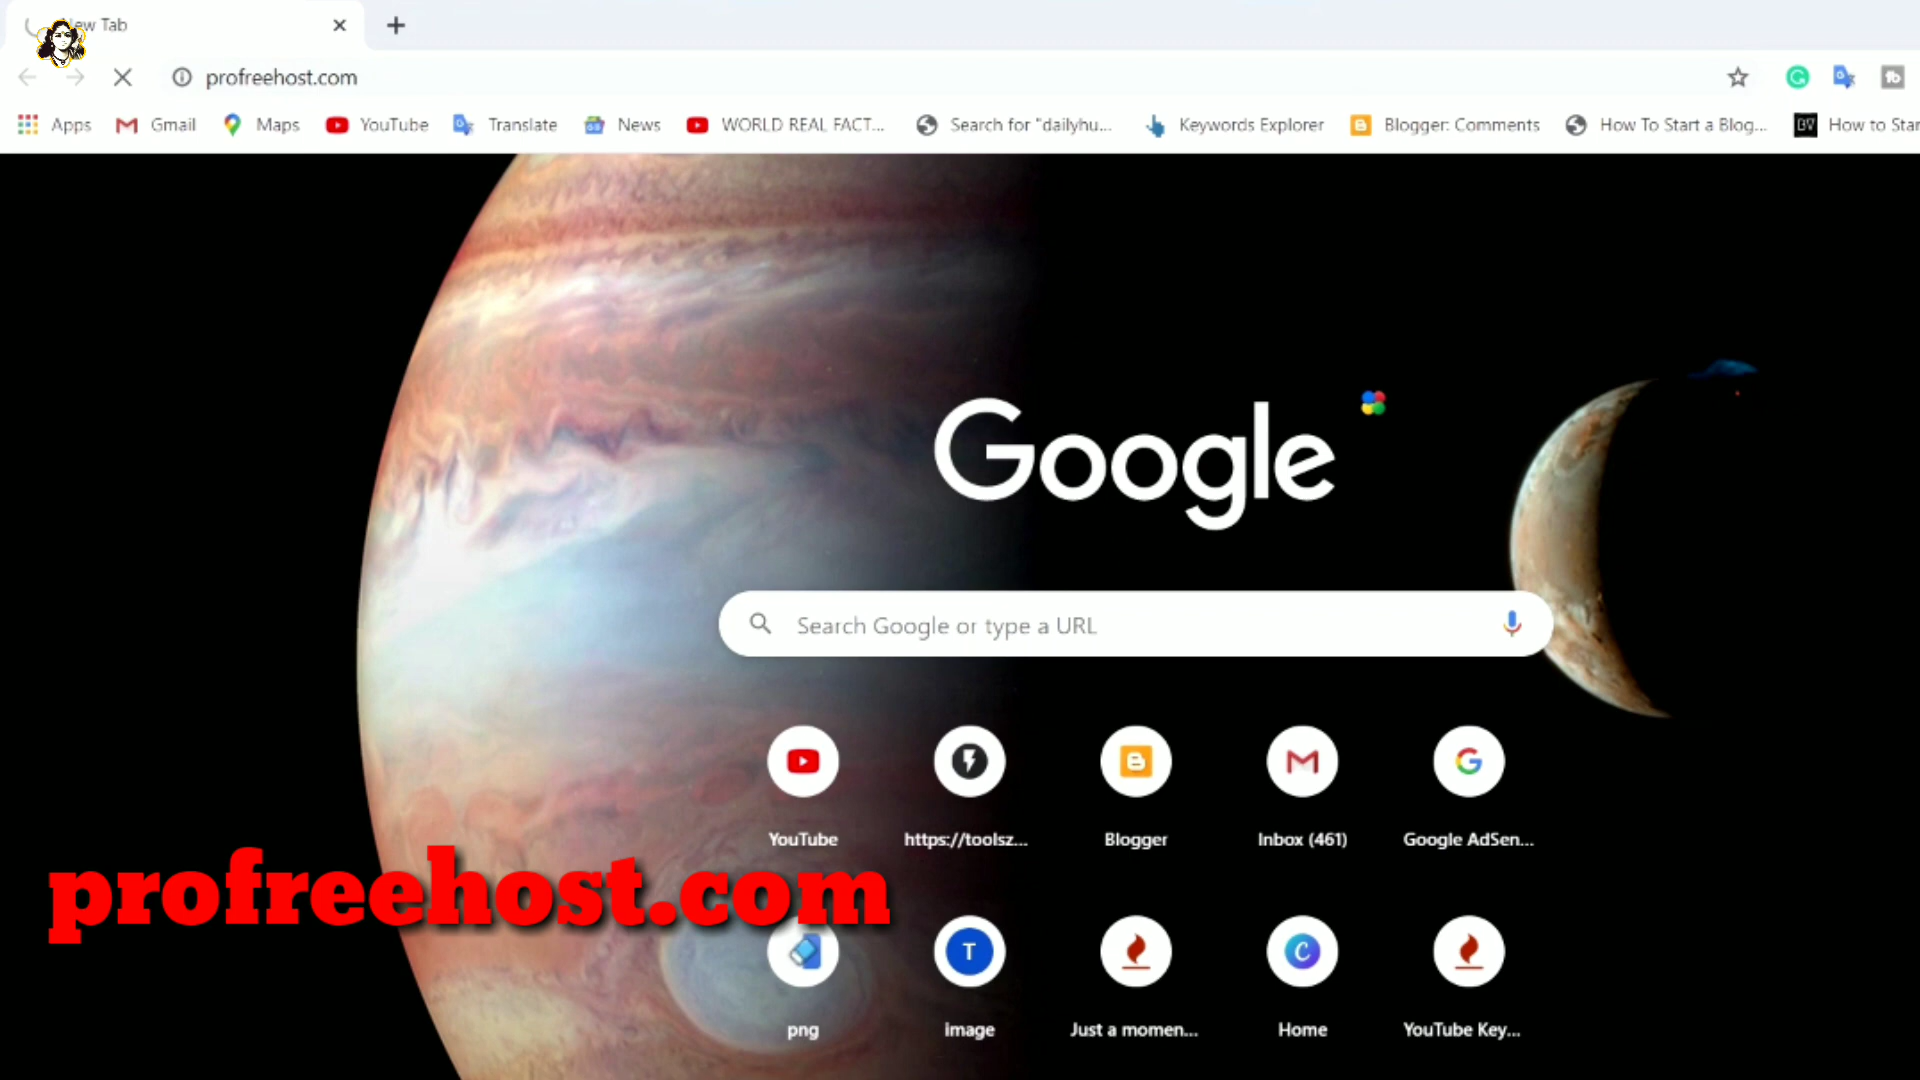 New Tab
profreehost.com
Apps
Gmail
Maps
YouTube
Translate
News
WORLD REAL FACT...
Search for "dailyhu...
Keywords Explorer
Blogger: Comments
How To Start a Blog...
How to Star
Google
Search Google or type a URL
YouTube
https://toolsz...
Blogger
Inbox (461)
Google AdSen...
profreehost.com
png
image
Just a momen...
Home
YouTube Key...